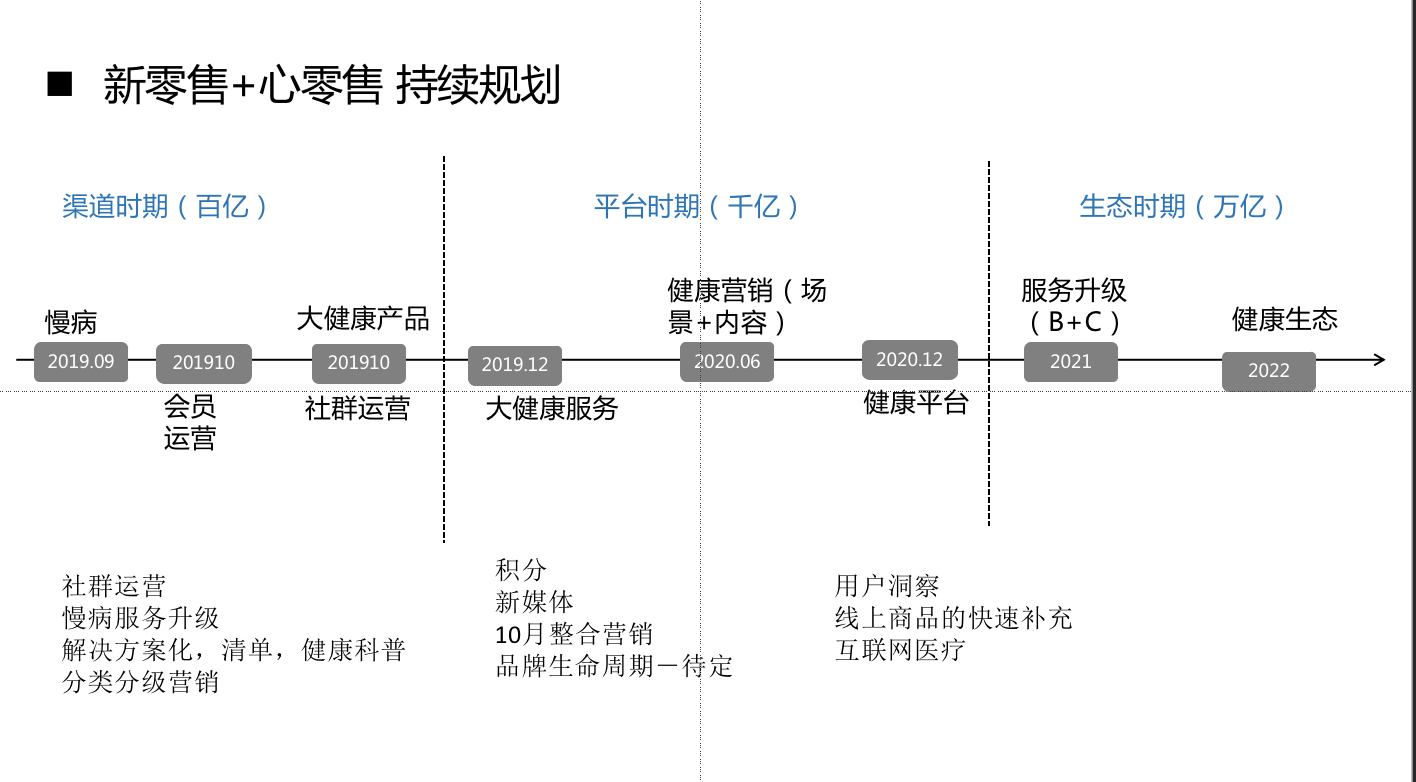 ■ 新零售+心零售 持续规划
渠道时期（百亿）
平台时期（千亿）
生态时期（万亿）
慢病
大健康产品
健康营销（场
景+内容）
服务升级
（B+C）
健康生态
2019.09
201910
201910
2019.12
2020.06
2020.12
2021
2022
会员
运营
社群运营
大健康服务
健康平台
社群运营
慢病服务升级
解决方案化，清单，健康科普
分类分级营销
积分
新媒体
10月整合营销
品牌生命周期－待定
用户洞察
线上商品的快速补充
互联网医疗